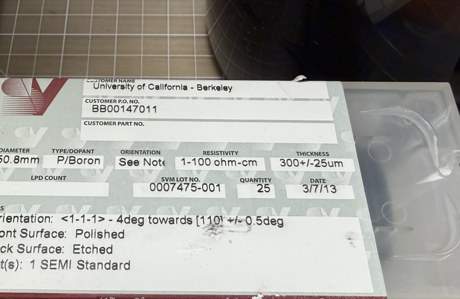 CUSTOMER NAME
University of California - Berkeley
CUSTOMER P.O. NO.
BB00147011
CUSTOMER PART NO.
DIAMETER TYPE/DOPANT ORIENTATION RESISTIVITY THICKNESS
50.8mm P/Boron See Note 1-100 ohm-cm 300+/-25um
LPD COUNT SVM LOT NO. QUANTITY DATE
0007475-001 25 3/7/13
rientation: <1-1-1> - 4deg towards [110] +/- 0.5deg
ont Surface: Polished
ck Surface: Etched
t(s): 1 SEMI Standard